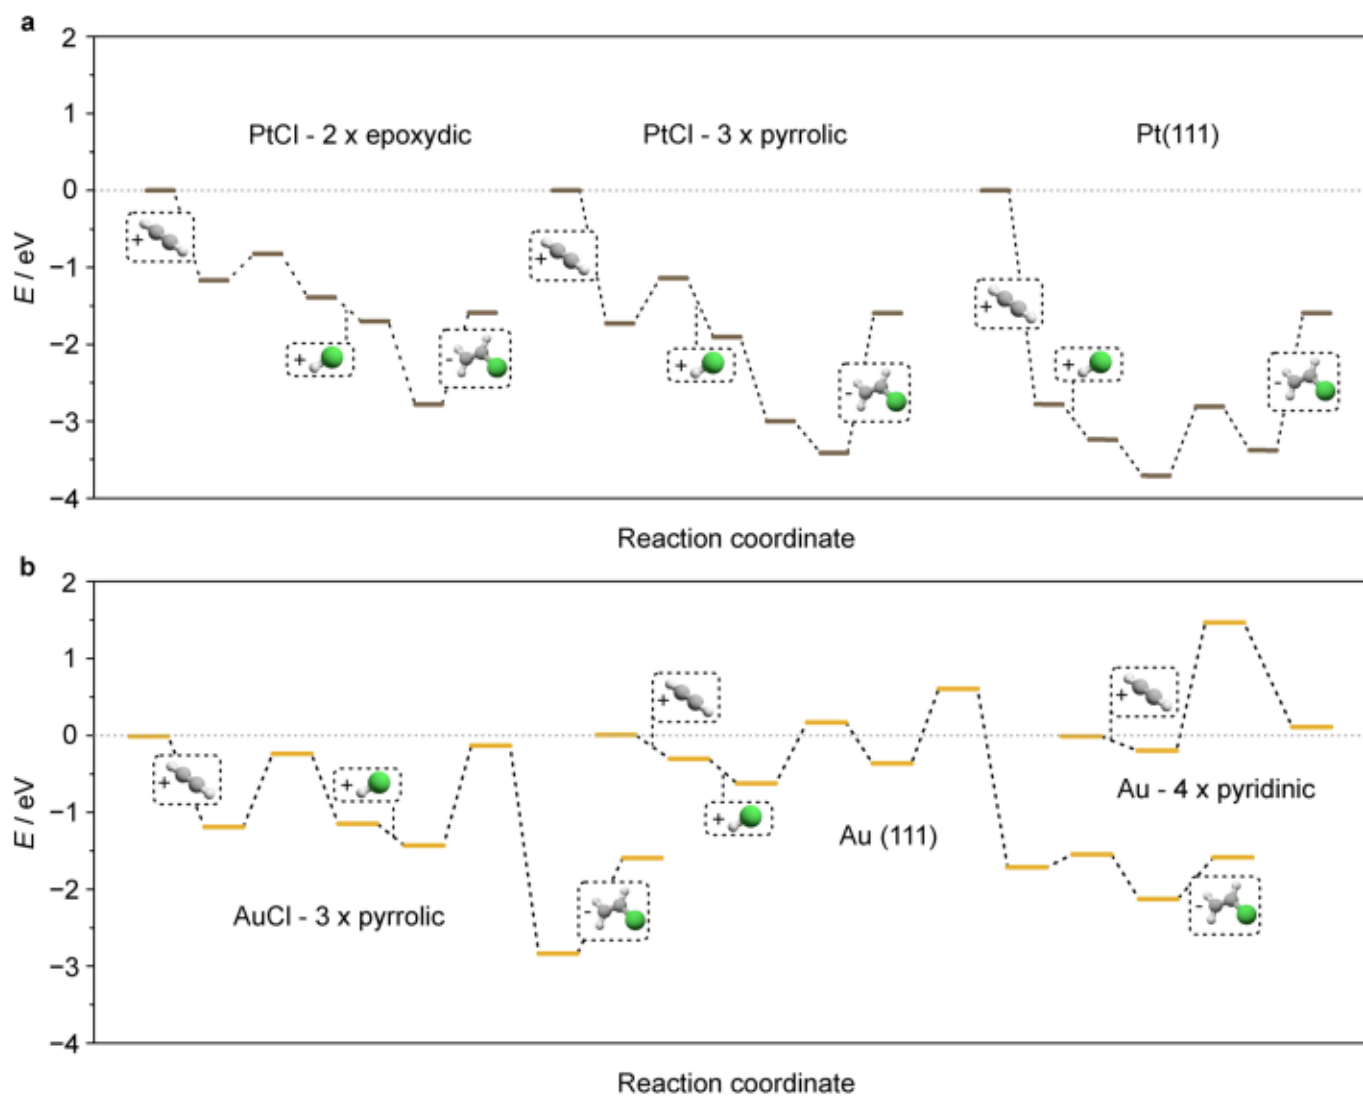 a
2
1
0
−1
−2
−3
−4
E / eV
PtCl - 2 x epoxydic
PtCl - 3 x pyrrolic
Pt(111)
+
+
-
+
+
-
+
+
-
Reaction coordinate
b
2
1
0
−1
−2
−3
−4
E / eV
+
+
-
AuCl - 3 x pyrrolic
+
+
Au (111)
-
+
Au - 4 x pyridinic
Reaction coordinate